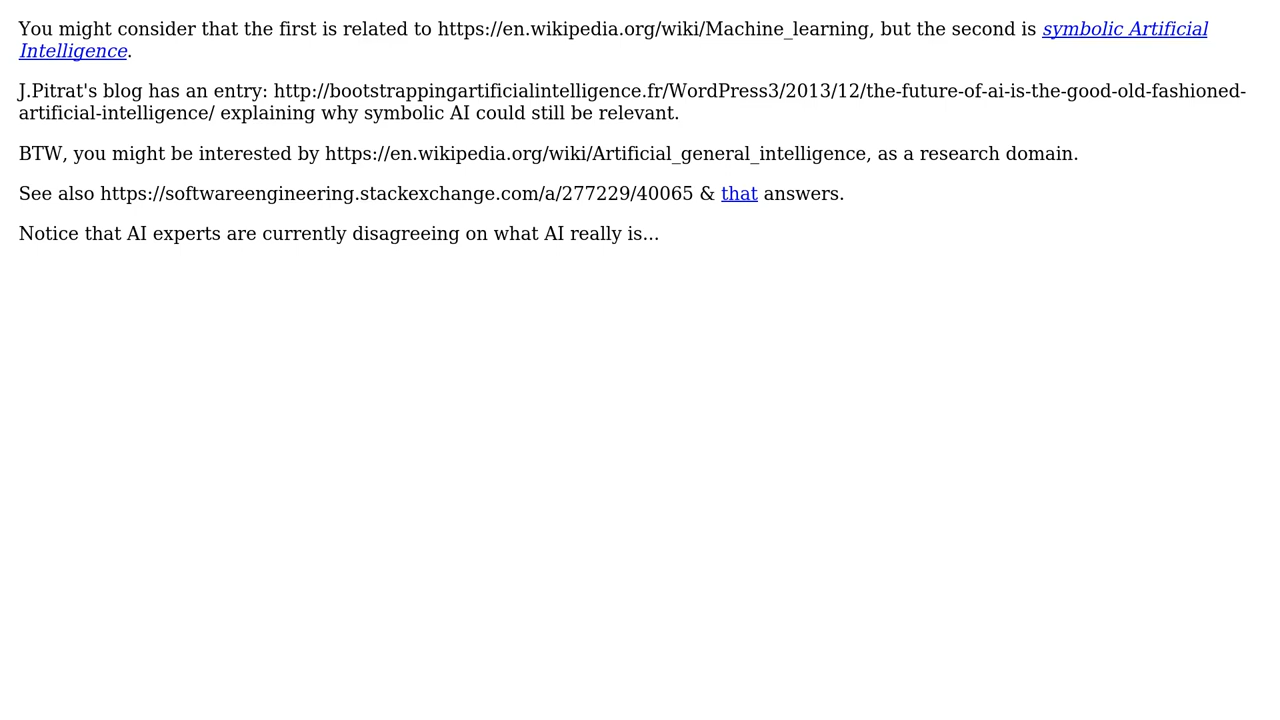 You might consider that the first is related to https://en.wikipedia.org/wiki/Machine_learning, but the second is symbolic Artificial
Intelligence.
J.Pitrat's blog has an entry: http://bootstrappingartificialintelligence.fr/WordPress3/2013/12/the-future-of-ai-is-the-good-old-fashioned-
artificial-intelligence/ explaining why symbolic AI could still be relevant.
BTW, you might be interested by https://en.wikipedia.org/wiki/Artificial_general_intelligence, as a research domain.
See also https://softwareengineering.stackexchange.com/a/277229/40065 & that answers.
Notice that AI experts are currently disagreeing on what AI really is...